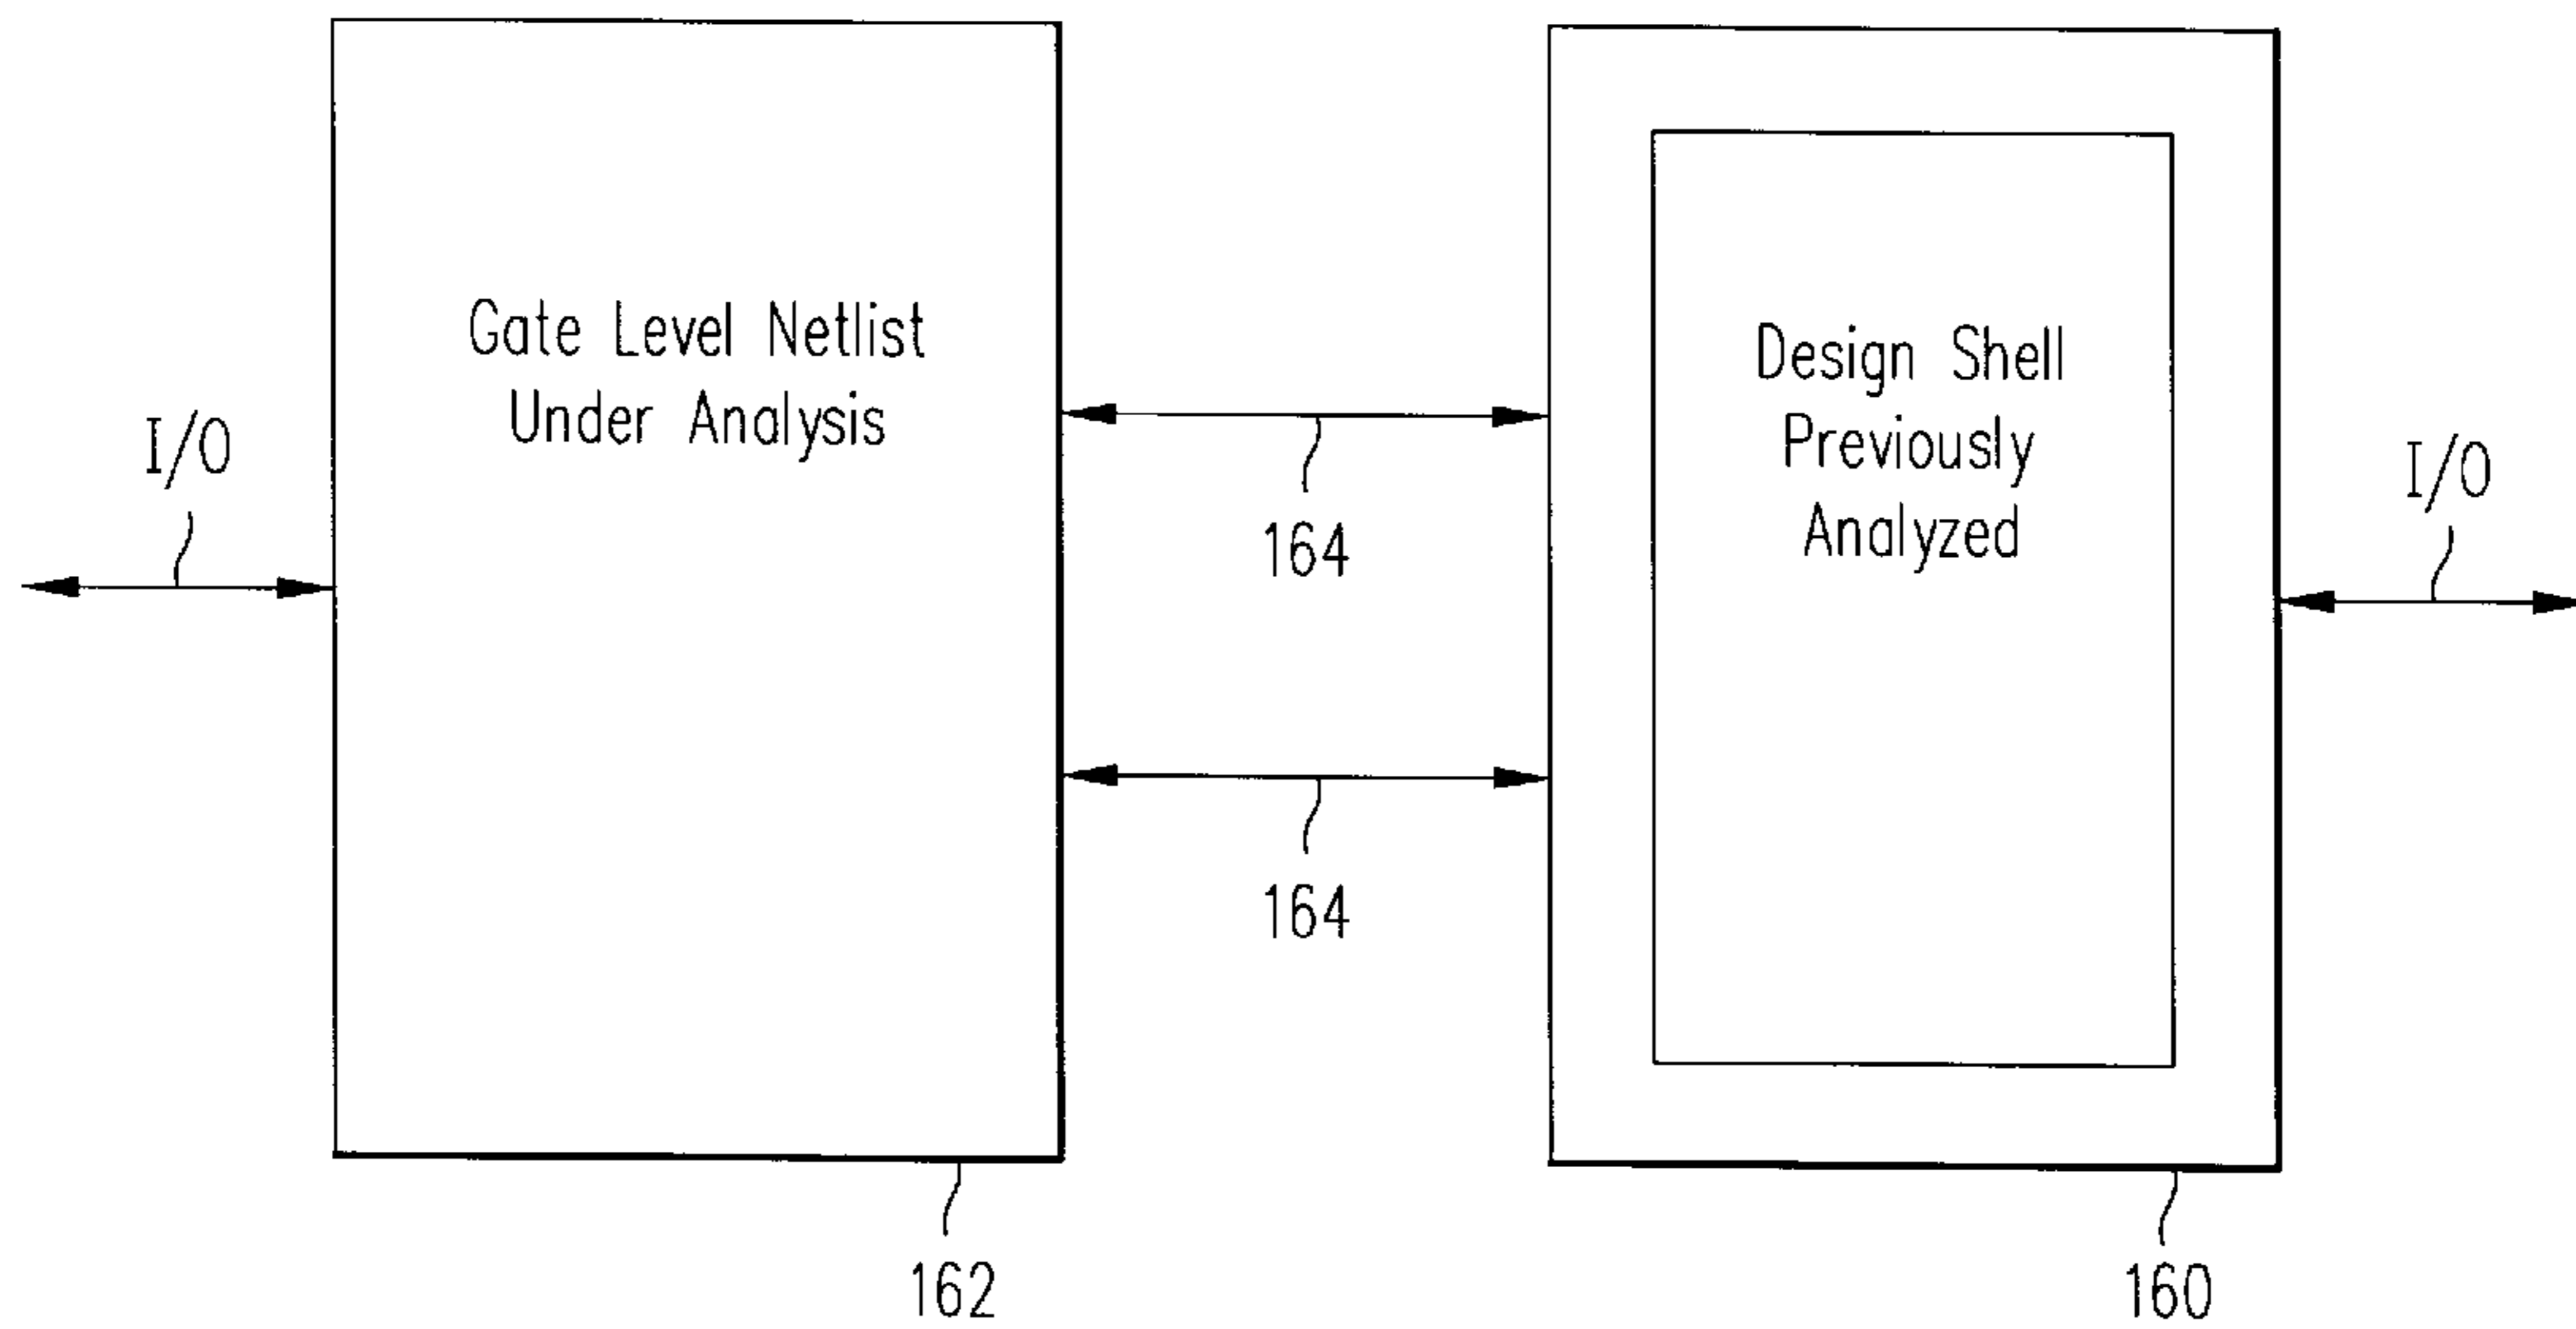 Gate Level Netlist
Under Analysis
Design Shell
Previously
Analyzed
I/O
I/O
164
164
162
160